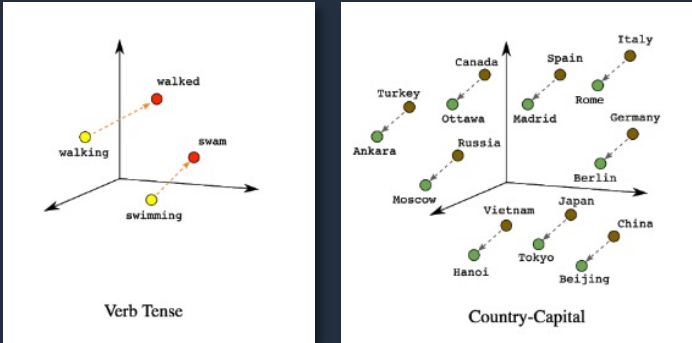 walked
walking
swam
swimming
Verb Tense
Italy
Canada
Spain
Turkey
Rome
Ottawa
Madrid
Germany
Ankara
Russia
Berlin
Moscow
Vietnam
Japan
China
Hanoi
Tokyo
Beijing
Country-Capital